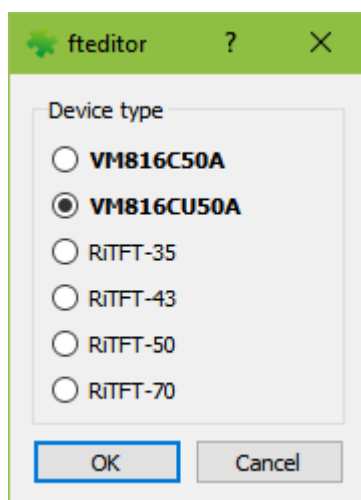 fteditor ?
Device type
VM816C50A
VM816CU50A
RiTFT-35
RiTFT-43
RiTFT-50
RiTFT-70
OK Cancel